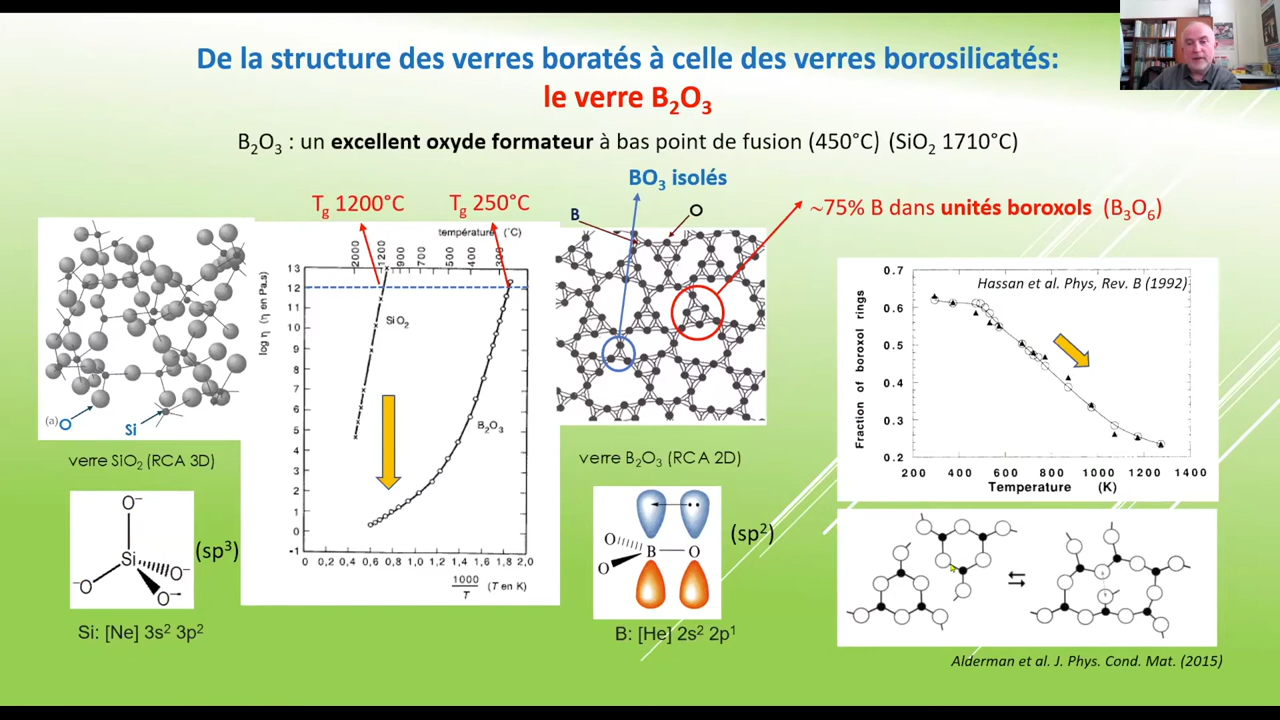 De la structure des verres boratés à celle des verres borosilicatés:
le verre B₂O₃
B₂O₃ : un excellent oxyde formateur à bas point de fusion (450°C) (SiO₂ 1710°C)
BO₃ isolés
Tg 1200°C
Tg 250°C
B
O
~75% B dans unités boroxols (B₃O₆)
(a)
O
Si
verre SiO₂ (RCA 3D)
température (°C)
2000 1200 900 700 500 400 300
log η (η en Pa.s)
13
12
11
10
9
8
7
6
5
4
3
2
1
0
-1
SiO₂
B₂O₃
0 0,2 0,4 0,6 0,8 1,0 1,2 1,4 1,6 1,8 2,0
1000
T
(T en K)
verre B₂O₃ (RCA 2D)
Hassan et al. Phys, Rev. B (1992)
Fraction of boroxol rings
0.7
0.6
0.5
0.4
0.3
0.2
200 400 600 800 1000 1200 1400
Temperature (K)
O⁻
Si
⁻O
O⁻
O⁻
(sp³)
Si: [Ne] 3s² 3p²
O
O
B
O
(sp²)
B: [He] 2s² 2p¹
Alderman et al. J. Phys. Cond. Mat. (2015)